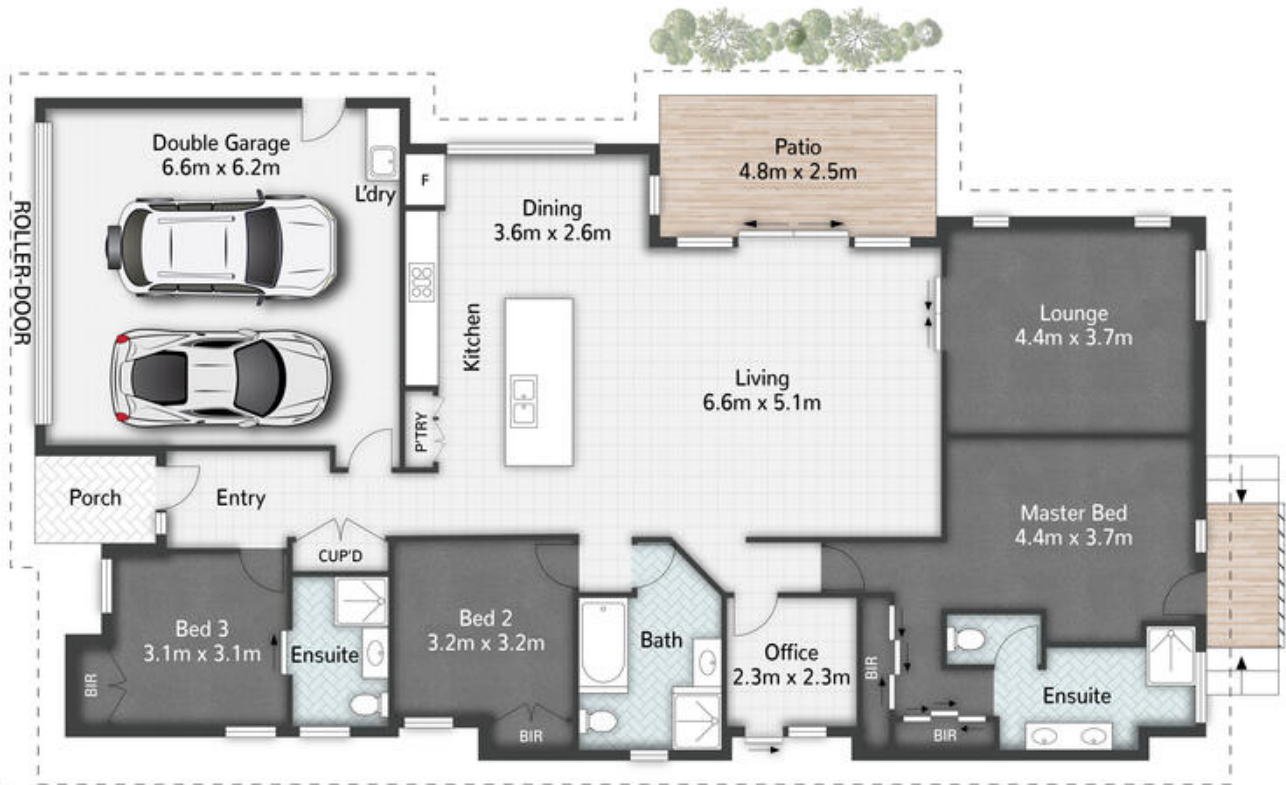 Double Garage
6.6m x 6.2m
L'dry
ROLLER-DOOR
F
Dining
3.6m x 2.6m
Patio
4.8m x 2.5m
Kitchen
P'TRY
Living
6.6m x 5.1m
Lounge
4.4m x 3.7m
Porch
Entry
CUP'D
Master Bed
4.4m x 3.7m
Bed 3
3.1m x 3.1m
BIR
Ensuite
Bed 2
3.2m x 3.2m
BIR
Bath
Office
2.3m x 2.3m
BIR
BIR
Ensuite